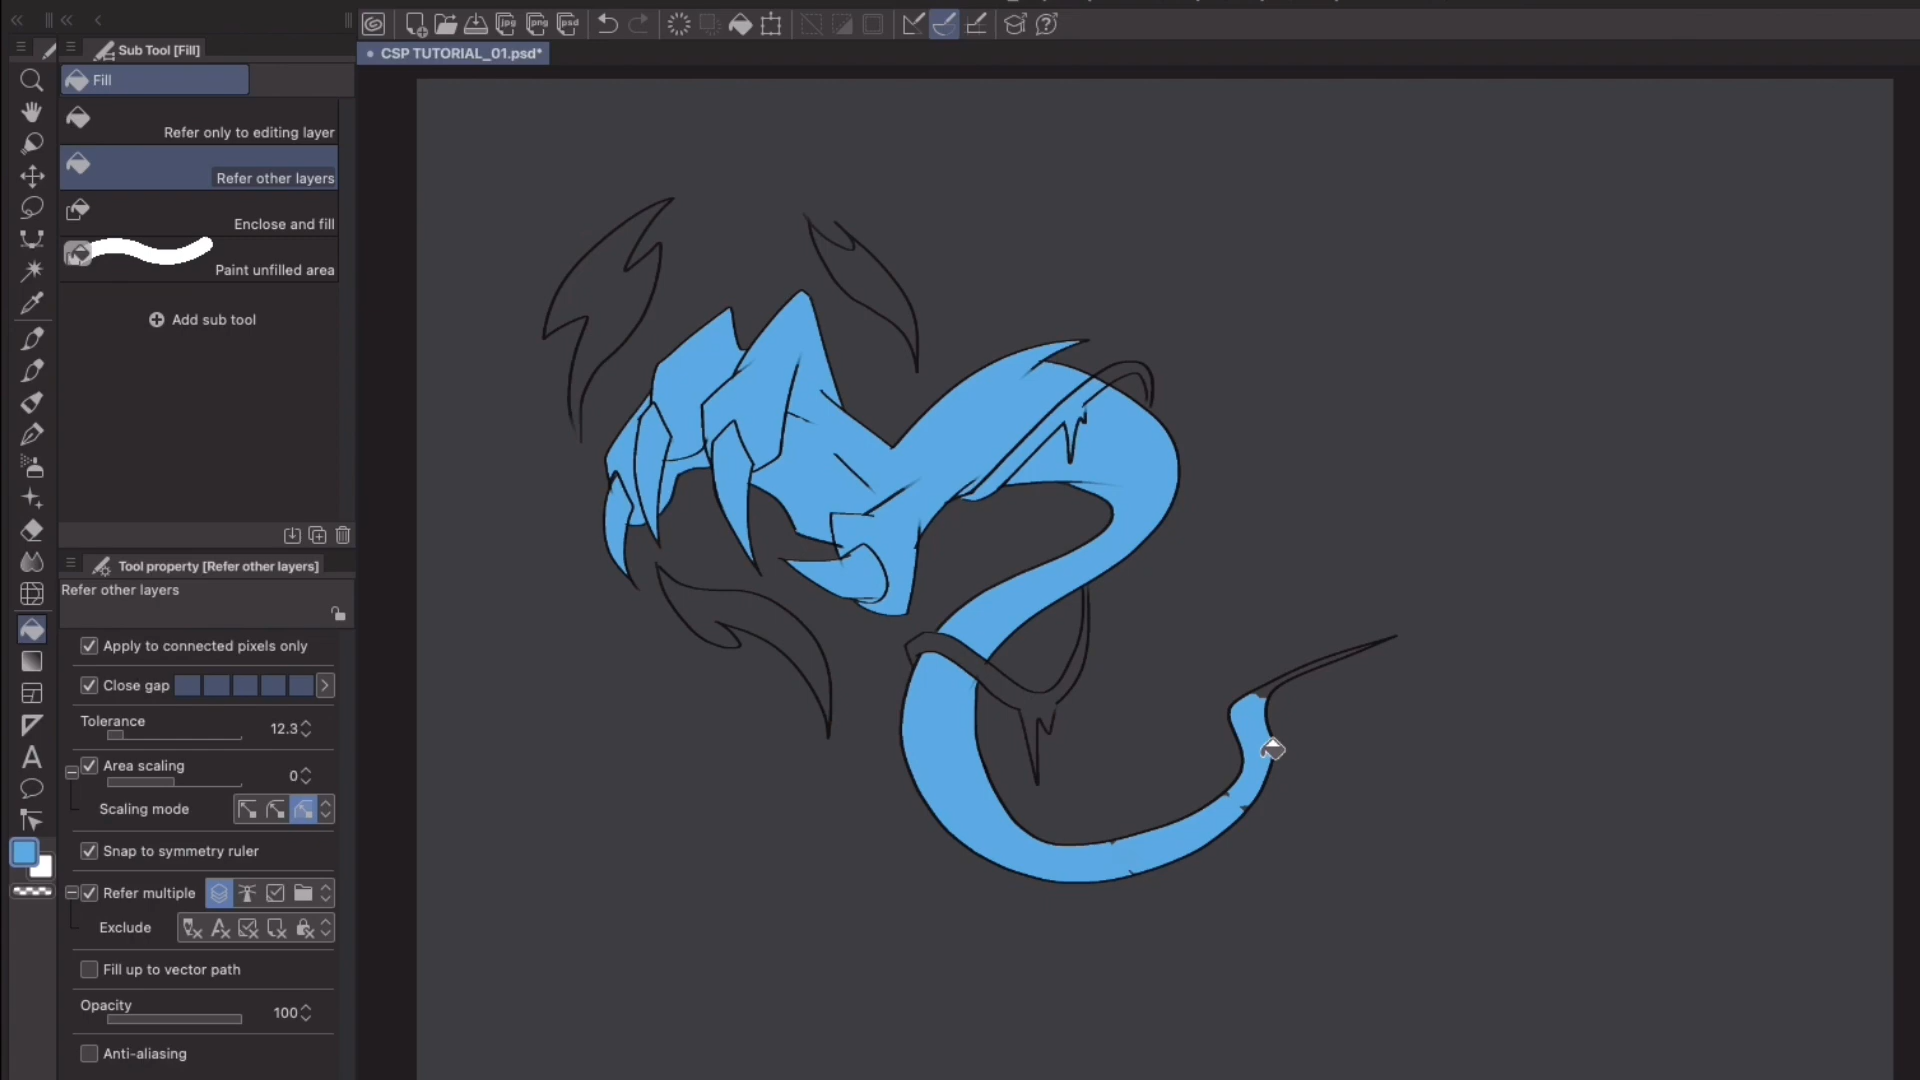 Sub Tool [Fill]
jpg
png
psd
CSP TUTORIAL_01.psd*
Fill
Refer only to editing layer
Refer other layers
Enclose and fill
Paint unfilled area
Add sub tool
Tool property [Refer other layers]
Refer other layers
Apply to connected pixels only
Close gap
Tolerance
12.3
Area scaling
0
Scaling mode
Snap to symmetry ruler
Refer multiple
Exclude
Fill up to vector path
Opacity
100
Anti-aliasing